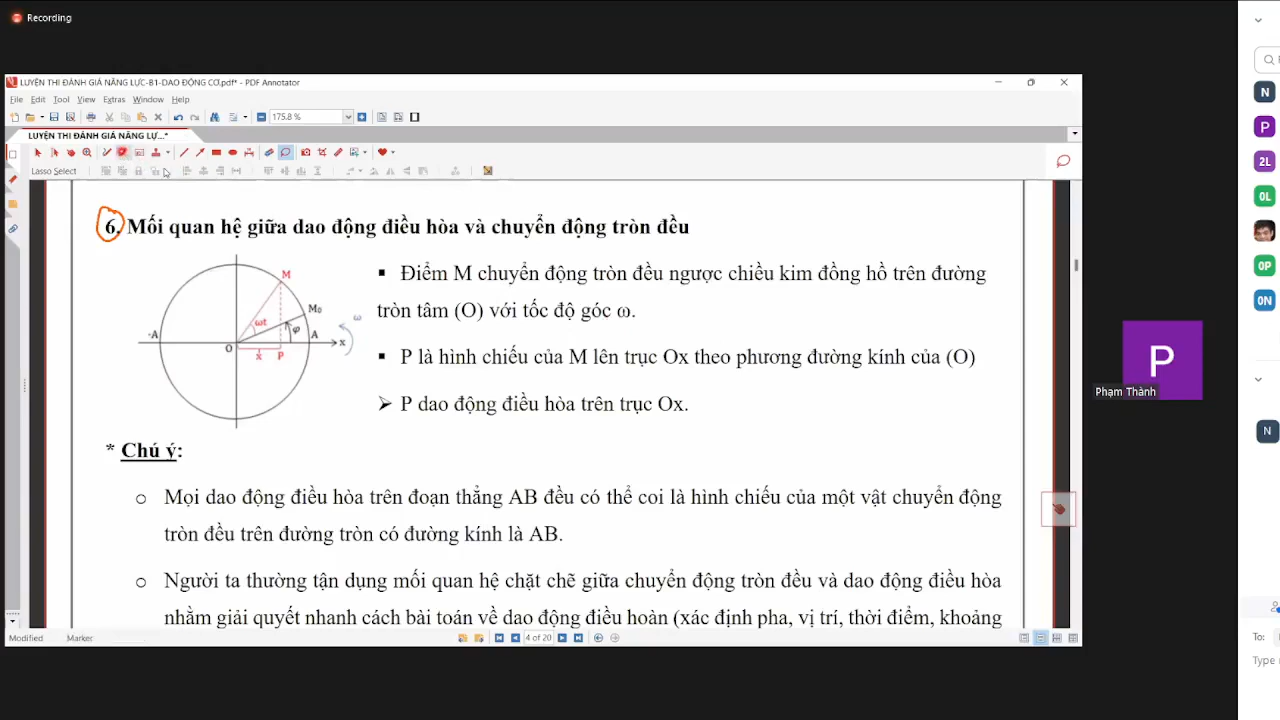 Recording
LUYỆN THI ĐÁNH GIÁ NĂNG LỰC-B1-DAO ĐỘNG CƠ.pdf* - PDF Annotator
File Edit Tool View Extras Window Help
175.8 %
LUYỆN THI ĐÁNH GIÁ NĂNG LỰ...*
Lasso Select
6. Mối quan hệ giữa dao động điều hòa và chuyển động tròn đều
M
M₀
ωt
φ
ω
-A
O
x
P
A
x
▪ Điểm M chuyển động tròn đều ngược chiều kim đồng hồ trên đường
tròn tâm (O) với tốc độ góc ω.
▪ P là hình chiếu của M lên trục Ox theo phương đường kính của (O)
➢ P dao động điều hòa trên trục Ox.
* Chú ý:
o Mọi dao động điều hòa trên đoạn thẳng AB đều có thể coi là hình chiếu của một vật chuyển động
tròn đều trên đường tròn có đường kính là AB.
o Người ta thường tận dụng mối quan hệ chặt chẽ giữa chuyển động tròn đều và dao động điều hòa
nhằm giải quyết nhanh cách bài toán về dao động điều hoàn (xác định pha, vị trí, thời điểm, khoảng
Modified Marker
4 of 20
P
Phạm Thành
N
P
2L
0L
0P
0N
N
To:
Type